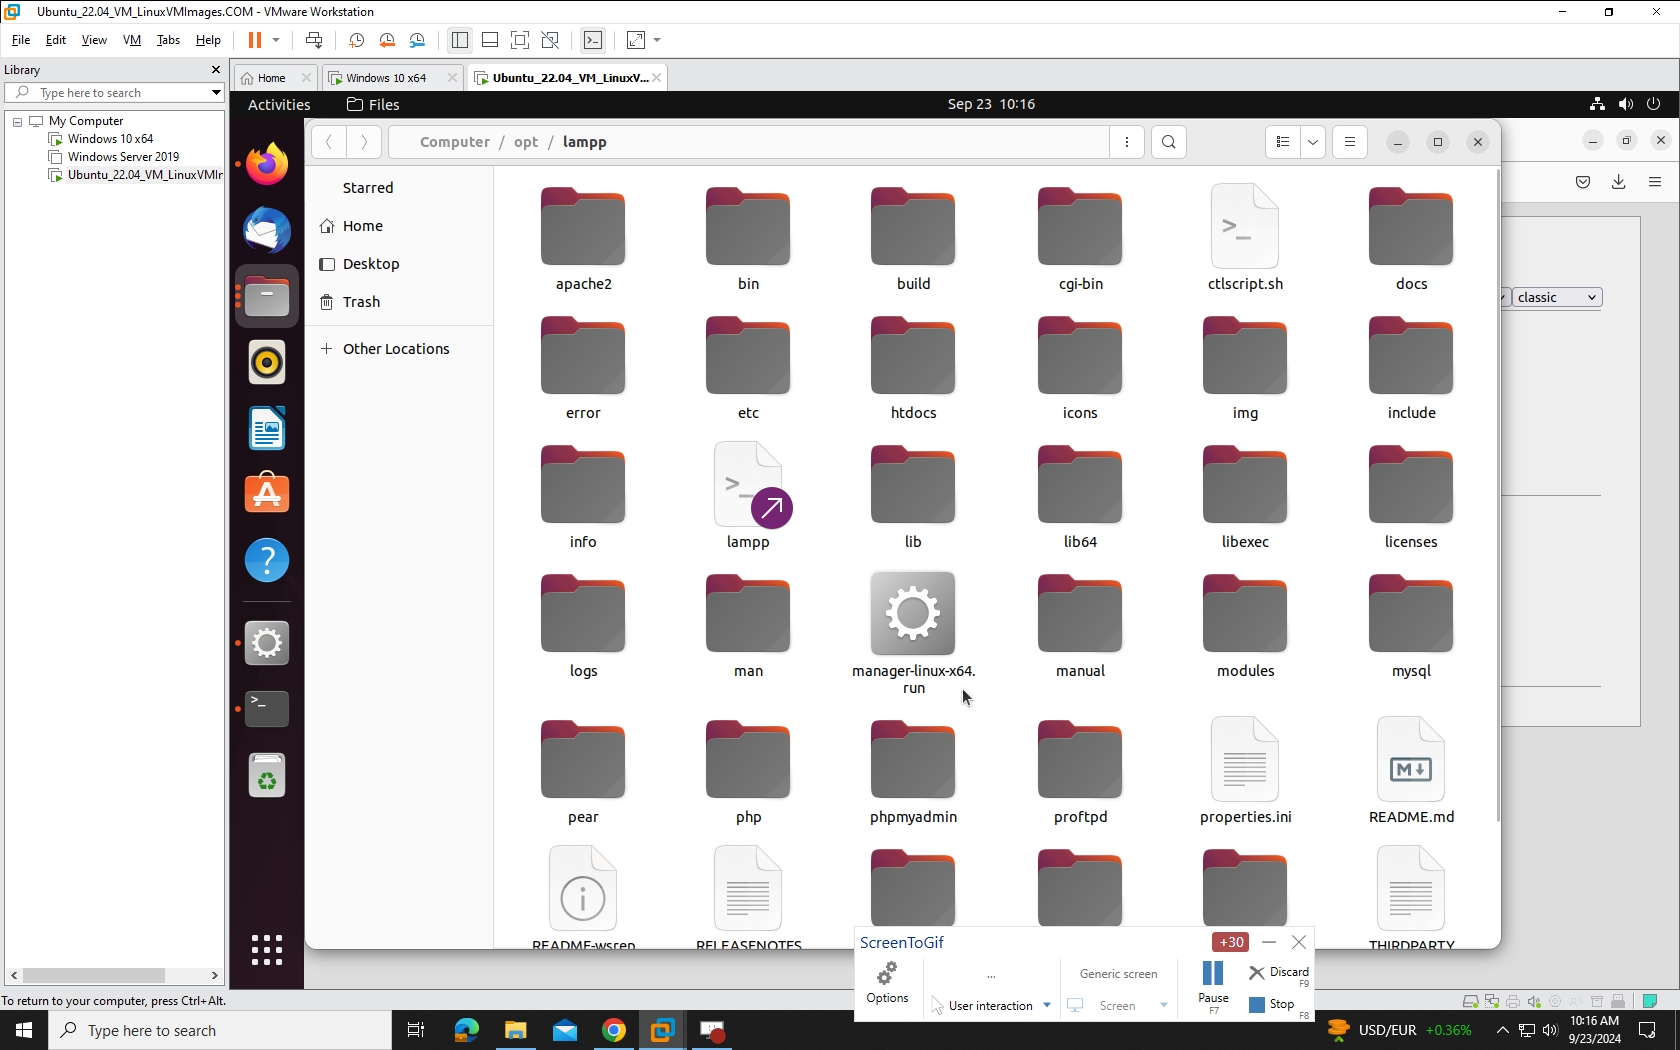 Ubuntu_22.04_VM_LinuxVMImages.COM - VMware Workstation
File Edit View VM Tabs Help
Library
Type here to search
My Computer
Windows 10 x64
Windows Server 2019
Ubuntu_22.04_VM_LinuxVMIr
Home
Windows 10 x64
Ubuntu_22.04_VM_LinuxV...
Activities
Files
Sep 23 10:16
Computer / opt / lampp
Starred
Home
Desktop
Trash
Other Locations
classic
apache2
bin
build
cgi-bin
ctlscript.sh
docs
error
etc
htdocs
icons
img
include
info
lampp
lib
lib64
libexec
licenses
logs
man
manager-linux-x64.
run
manual
modules
mysql
pear
php
phpmyadmin
proftpd
properties.ini
README.md
README-wsrep
RELEASENOTES
THIRDPARTY
ScreenToGif
+30
Options
...
User interaction
Generic screen
Screen
Pause
F7
Discard
F9
Stop
F8
To return to your computer, press Ctrl+Alt.
Type here to search
USD/EUR +0.36%
10:16 AM
9/23/2024